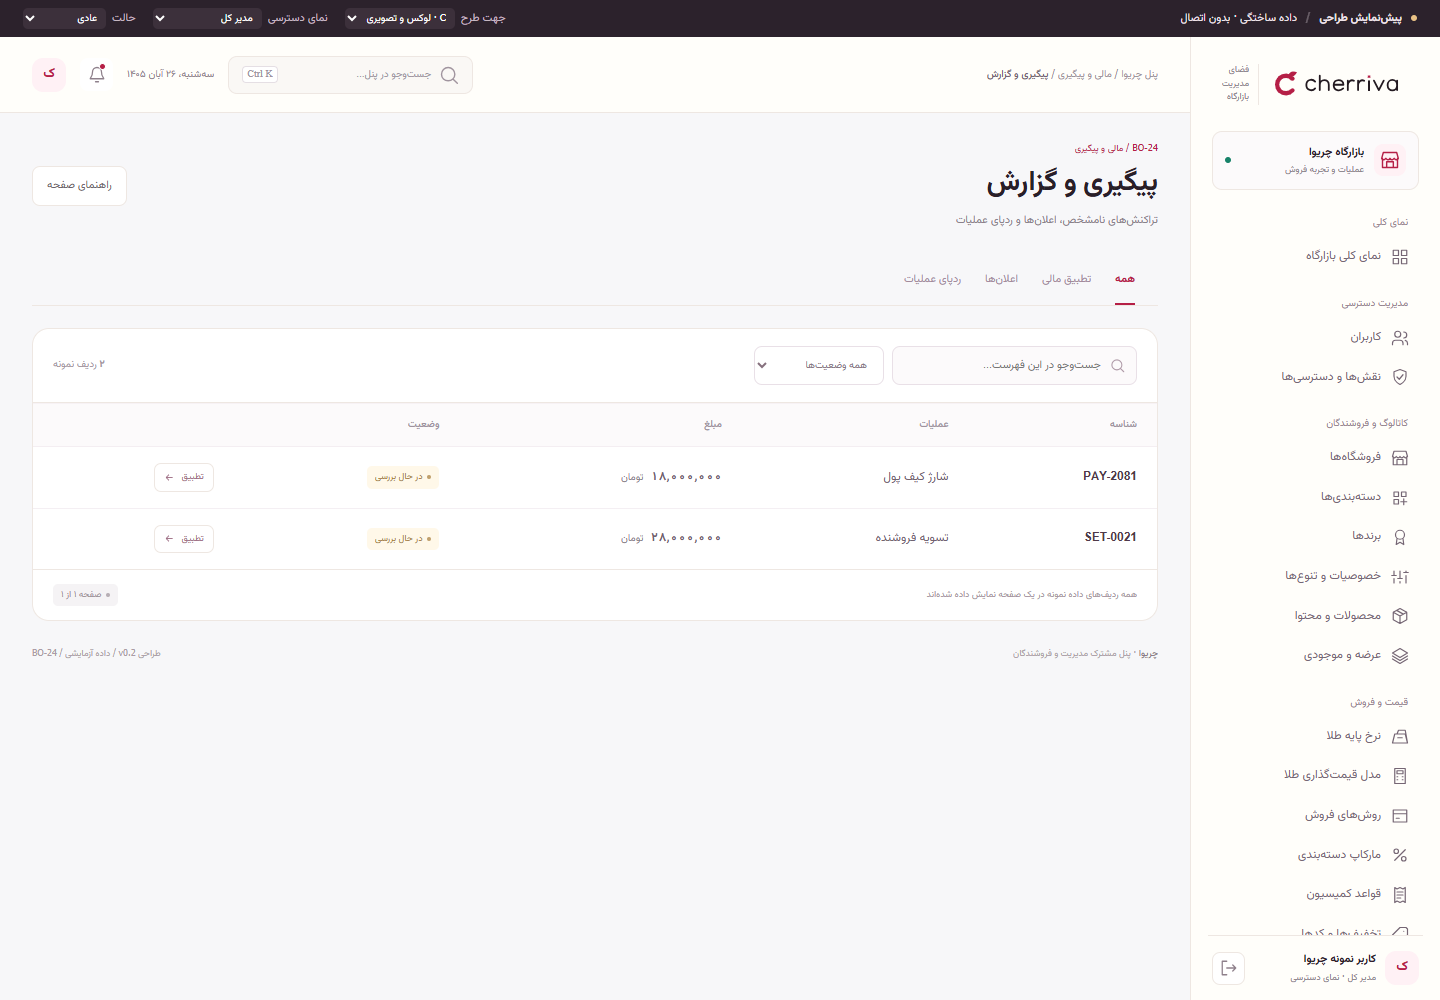 پیش‌نمایش طراحی / داده ساختگی · بدون اتصال
جهت طرح C · لوکس و تصویری نمای دسترسی مدیر کل حالت عادی
cherriva
فضای
مدیریت
بازارگاه
بازارگاه چریوا
عملیات و تجربه فروش
نمای کلی
نمای کلی بازارگاه
مدیریت دسترسی
کاربران
نقش‌ها و دسترسی‌ها
کاتالوگ و فروشندگان
فروشگاه‌ها
دسته‌بندی‌ها
برندها
خصوصیات و تنوع‌ها
محصولات و محتوا
عرضه و موجودی
قیمت و فروش
نرخ پایه طلا
مدل قیمت‌گذاری طلا
روش‌های فروش
مارکاپ دسته‌بندی
قواعد کمیسیون
تخفیف‌ها و کدها
ک
کاربر نمونه چریوا
مدیر کل · نمای دسترسی
پنل چریوا / مالی و پیگیری / پیگیری و گزارش
جست‌وجو در پنل... Ctrl K
سه‌شنبه، ۲۶ آبان ۱۴۰۵
ک
BO-24 / مالی و پیگیری
پیگیری و گزارش
تراکنش‌های نامشخص، اعلان‌ها و ردپای عملیات
راهنمای صفحه
همه تطبیق مالی اعلان‌ها ردپای عملیات
جست‌وجو در این فهرست... همه وضعیت‌ها ۲ ردیف نمونه
شناسه عملیات مبلغ وضعیت
PAY-2081 شارژ کیف پول ۱۸,۰۰۰,۰۰۰ تومان در حال بررسی تطبیق ←
SET-0021 تسویه فروشنده ۲۸,۰۰۰,۰۰۰ تومان در حال بررسی تطبیق ←
همه ردیف‌های داده نمونه در یک صفحه نمایش داده شده‌اند صفحه ۱ از ۱
چریوا · پنل مشترک مدیریت و فروشندگان
طراحی v0.2 / داده آزمایشی / BO-24